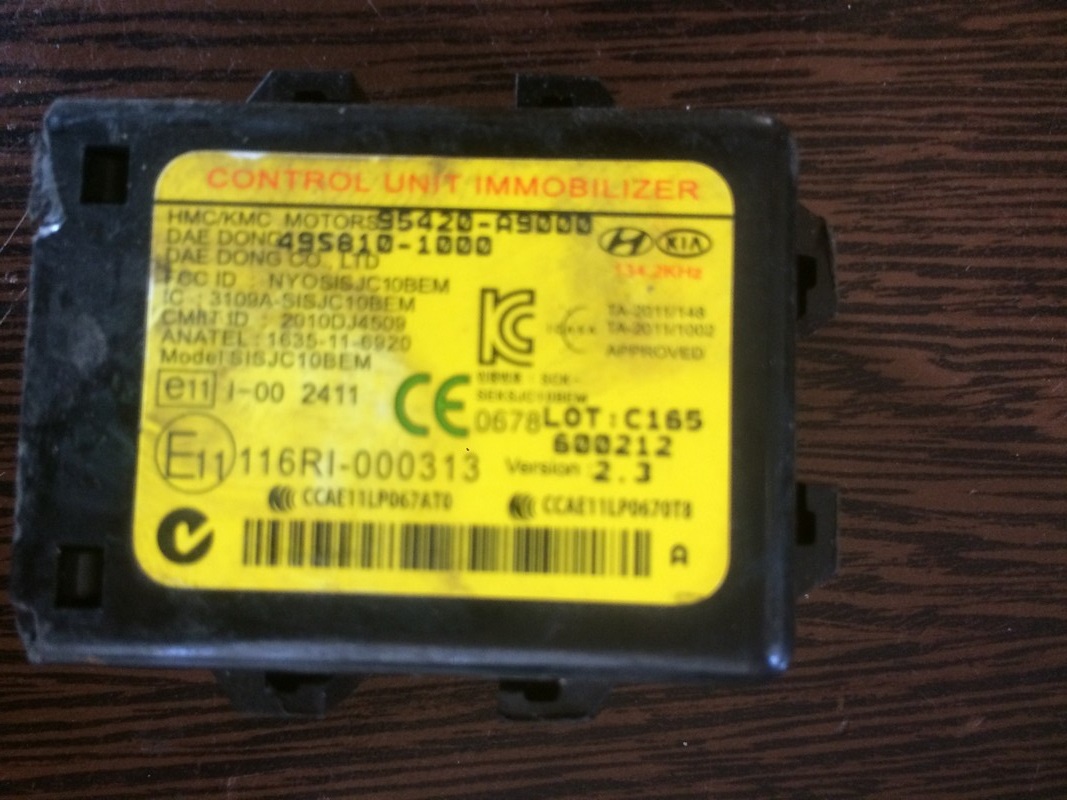 CONTROL UNIT IMMOBILIZER
HMC/KMC MOTORS 95420-A9000
DAE DONG 495810-1000
KIA
DAE DONG CO., LTD
134.2KHz
FCC ID : NYOSISJC10BEM
IC : 3109A-SISJC10BEM
CMIIT ID : 2010DJ4509
TA-2011/148
TA-2011/1002
ANATEL : 1635-11-6920
APPROVED
Model SISJC10BEM
e11 I-00 2411
CE 0678 LOT:C165
600212
E11 116RI-000313
Version : 2.3
CCAE11LP067AT0 CCAE11LP0670T8
A